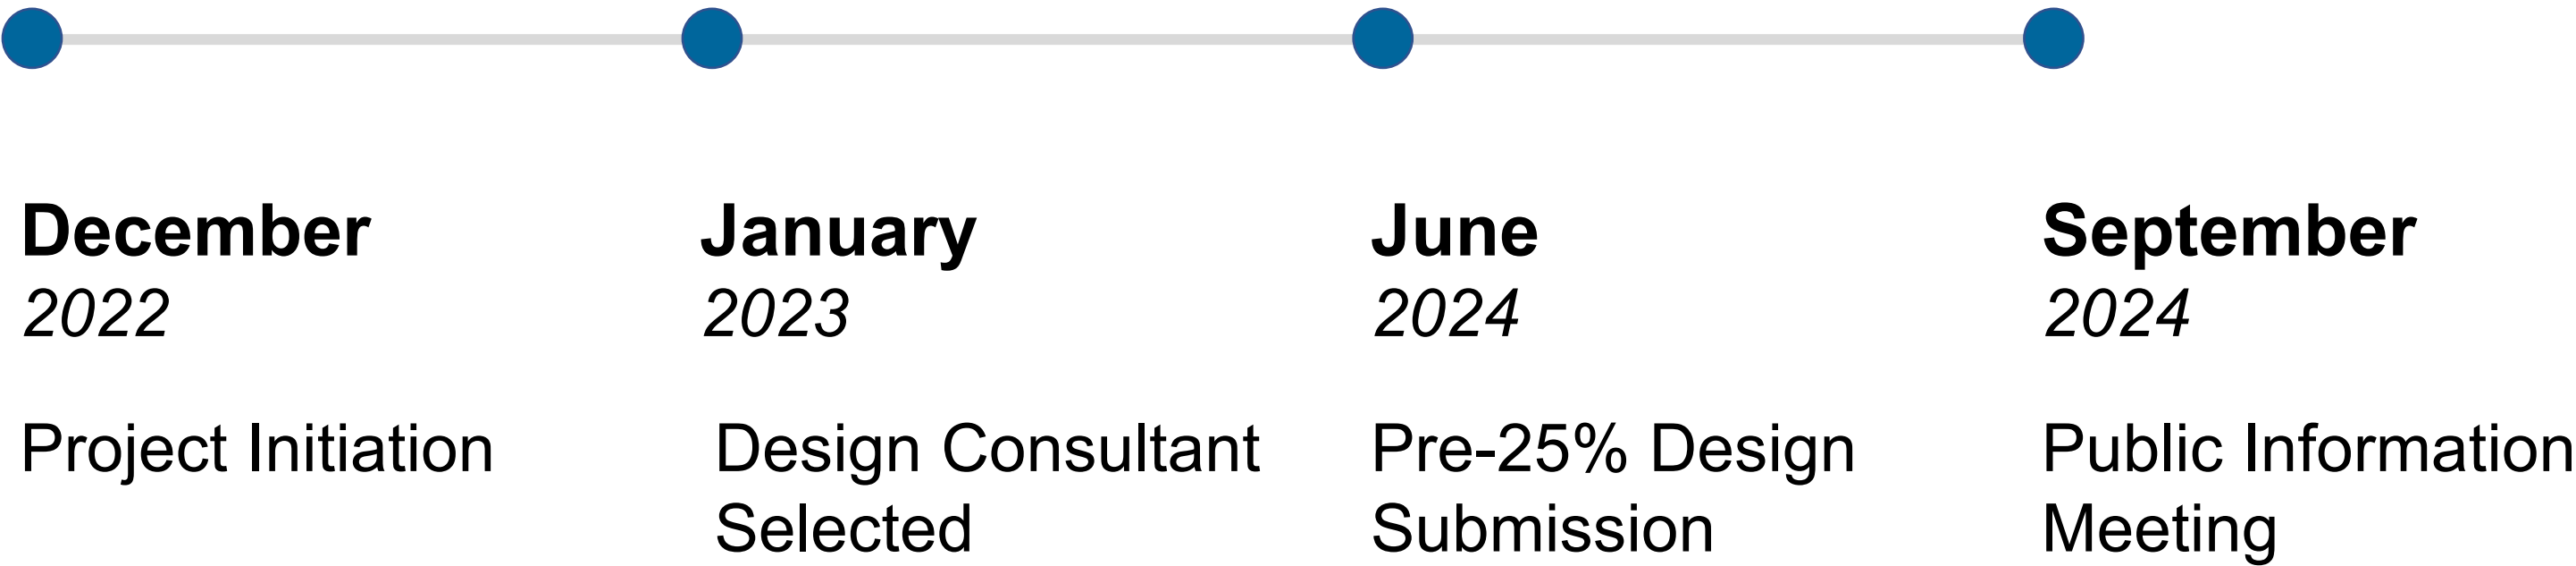 December
2022
Project Initiation
January
2023
Design Consultant
Selected
June
2024
Pre-25% Design
Submission
September
2024
Public Information
Meeting